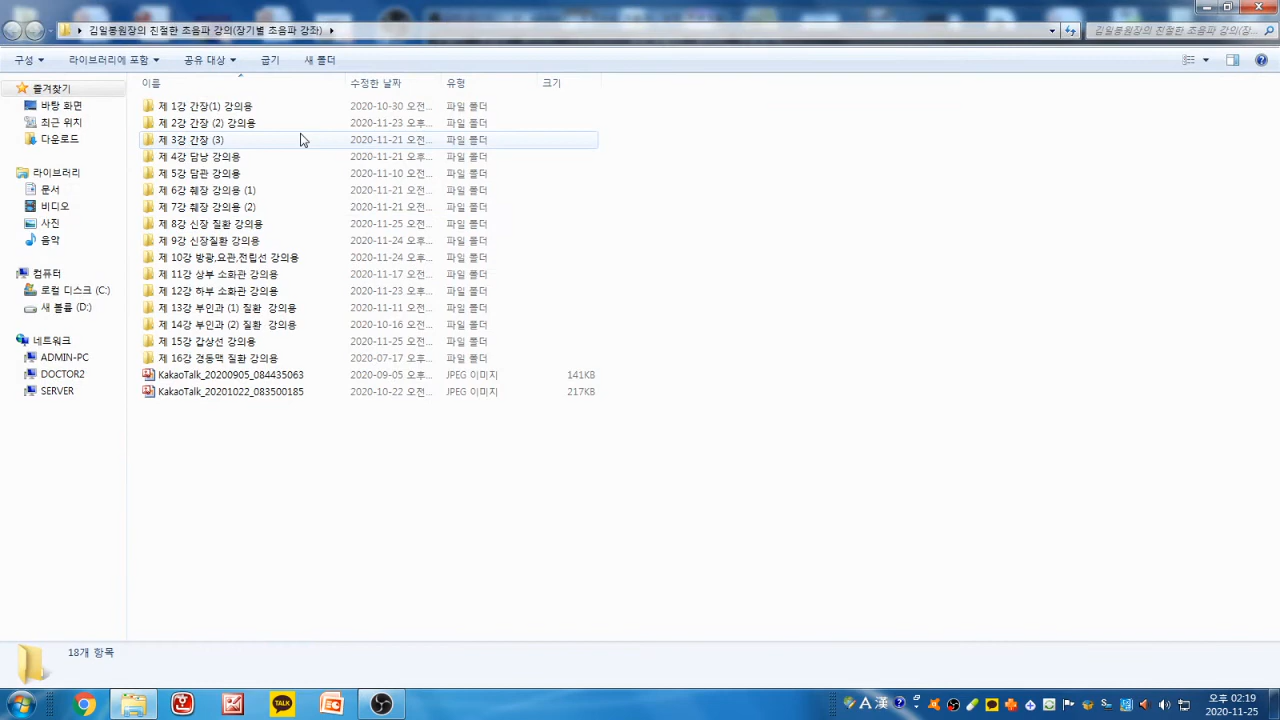 김일봉원장의 친절한 초음파 강의(장기별 초음파 강좌)
김일봉원장의 친절한 초음파 강의(장...
구성 라이브러리에 포함 공유 대상 굽기 새 폴더
이름 수정한 날짜 유형 크기
즐겨찾기
바탕 화면
최근 위치
다운로드
라이브러리
문서
비디오
사진
음악
컴퓨터
로컬 디스크 (C:)
새 볼륨 (D:)
네트워크
ADMIN-PC
DOCTOR2
SERVER
제 1강 간장(1) 강의용 2020-10-30 오전... 파일 폴더
제 2강 간장 (2) 강의용 2020-11-23 오후... 파일 폴더
제 3강 간장 (3) 2020-11-21 오전... 파일 폴더
제 4강 담낭 강의용 2020-11-21 오후... 파일 폴더
제 5강 담관 강의용 2020-11-10 오전... 파일 폴더
제 6강 췌장 강의용 (1) 2020-11-21 오전... 파일 폴더
제 7강 췌장 강의용 (2) 2020-11-21 오전... 파일 폴더
제 8강 신장 질환 강의용 2020-11-25 오전... 파일 폴더
제 9강 신장질환 강의용 2020-11-24 오후... 파일 폴더
제 10강 방광,요관,전립선 강의용 2020-11-24 오후... 파일 폴더
제 11강 상부 소화관 강의용 2020-11-17 오전... 파일 폴더
제 12강 하부 소화관 강의용 2020-11-23 오후... 파일 폴더
제 13강 부인과 (1) 질환 강의용 2020-11-11 오전... 파일 폴더
제 14강 부인과 (2) 질환 강의용 2020-10-16 오전... 파일 폴더
제 15강 갑상선 강의용 2020-11-25 오전... 파일 폴더
제 16강 경동맥 질환 강의용 2020-07-17 오후... 파일 폴더
KakaoTalk_20200905_084435063 2020-09-05 오후... JPEG 이미지 141KB
KakaoTalk_20201022_083500185 2020-10-22 오전... JPEG 이미지 217KB
18개 항목
TALK
A 漢
오후 02:19
2020-11-25